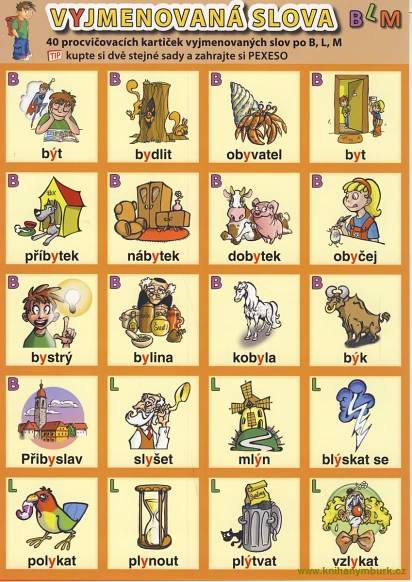 VYJMENOVANÁ SLOVA B L M
40 procvičovacích kartiček vyjmenovaných slov po B, L, M
TIP kupte si dvě stejné sady a zahrajte si PEXESO
B B B B
být bydlit obyvatel byt
B B B B
příbytek nábytek dobytek obyčej
B B B B
bystrý bylina kobyla býk
B L L L
Přibyslav slyšet mlýn blýskat se
L L L L
polykat plynout plýtvat vzlykat
www.knihanymburk.cz